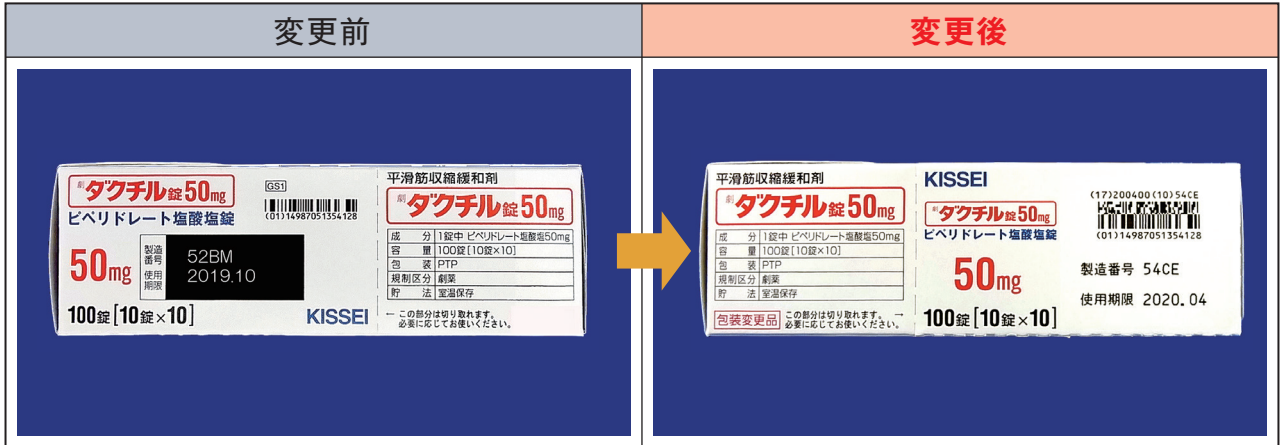 変更前
変更後
劇 ダクチル錠50mg
ピペリドレート塩酸塩錠
GS1
(01)14987051354128
50mg
製造番号 52BM
使用期限 2019.10
100錠[10錠×10]
KISSEI
平滑筋収縮緩和剤
劇 ダクチル錠50mg
成分 1錠中 ピペリドレート塩酸塩50mg
容量 100錠[10錠×10]
包装 PTP
規制区分 劇薬
貯法 室温保存
← この部分は切り取れます。
必要に応じてお使いください。
平滑筋収縮緩和剤
劇 ダクチル錠50mg
成分 1錠中 ピペリドレート塩酸塩50mg
容量 100錠[10錠×10]
包装 PTP
規制区分 劇薬
貯法 室温保存
包装変更品
この部分は切り取れます。 →
必要に応じてお使いください。
KISSEI
劇 ダクチル錠50mg
ピペリドレート塩酸塩錠
50mg
100錠[10錠×10]
(17)200400(10)54CE
(01)14987051354128
製造番号 54CE
使用期限 2020.04